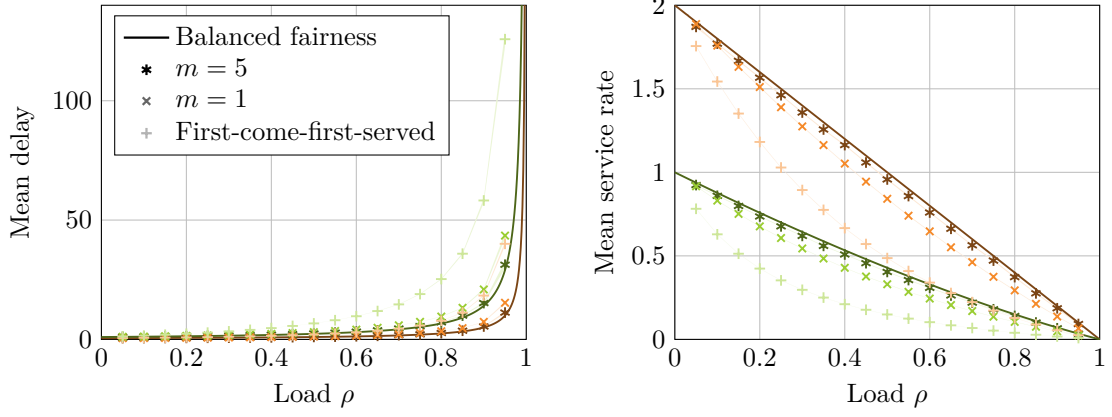 Balanced fairness
m = 5
m = 1
First-come-first-served
100
50
0
0
0.2
0.4
0.6
0.8
1
Load ρ
Mean delay
2
1.5
1
0.5
0
0
0.2
0.4
0.6
0.8
1
Load ρ
Mean service rate